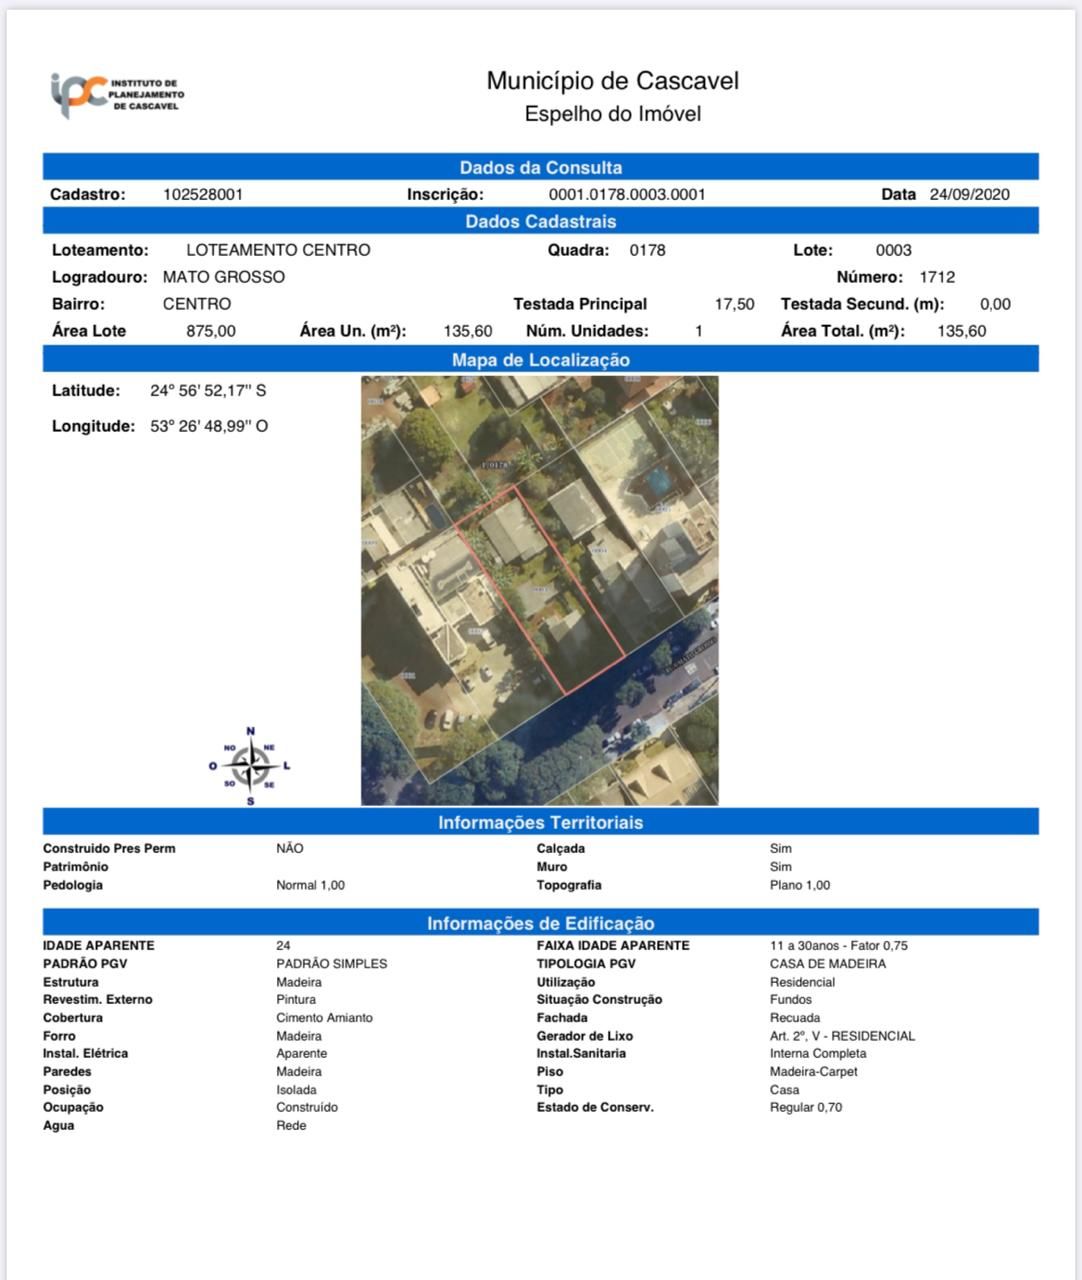 ipc INSTITUTO DE
PLANEJAMENTO
DE CASCAVEL
Município de Cascavel
Espelho do Imóvel
Dados da Consulta
Cadastro: 102528001 Inscrição: 0001.0178.0003.0001 Data 24/09/2020
Dados Cadastrais
Loteamento: LOTEAMENTO CENTRO Quadra: 0178 Lote: 0003
Logradouro: MATO GROSSO Número: 1712
Bairro: CENTRO Testada Principal 17,50 Testada Secund. (m): 0,00
Área Lote 875,00 Área Un. (m²): 135,60 Núm. Unidades: 1 Área Total. (m²): 135,60
Mapa de Localização
Latitude: 24º 56' 52,17'' S
Longitude: 53º 26' 48,99'' O
N
NO NE
O L
SO SE
S
Informações Territoriais
Construido Pres Perm NÃO Calçada Sim
Patrimônio Muro Sim
Pedologia Normal 1,00 Topografia Plano 1,00
Informações de Edificação
IDADE APARENTE 24 FAIXA IDADE APARENTE 11 a 30anos - Fator 0,75
PADRÃO PGV PADRÃO SIMPLES TIPOLOGIA PGV CASA DE MADEIRA
Estrutura Madeira Utilização Residencial
Revestim. Externo Pintura Situação Construção Fundos
Cobertura Cimento Amianto Fachada Recuada
Forro Madeira Gerador de Lixo Art. 2º, V - RESIDENCIAL
Instal. Elétrica Aparente Instal.Sanitaria Interna Completa
Paredes Madeira Piso Madeira-Carpet
Posição Isolada Tipo Casa
Ocupação Construído Estado de Conserv. Regular 0,70
Agua Rede